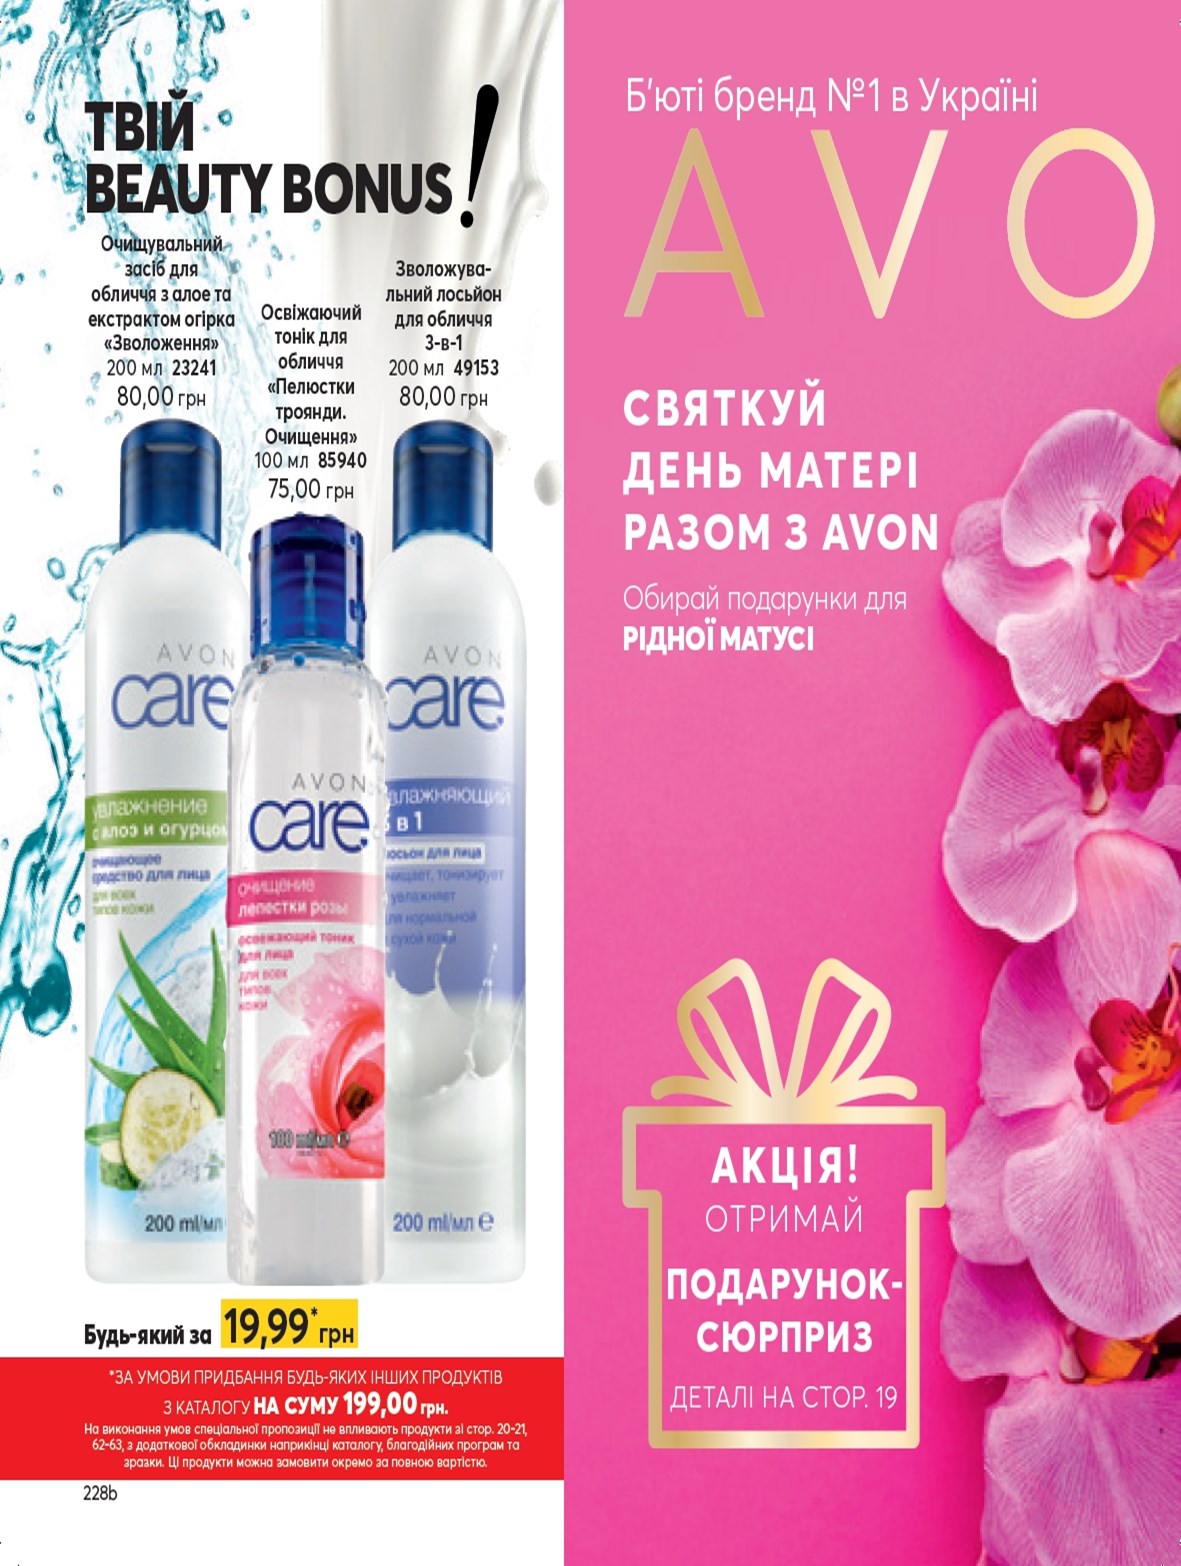 ТВІЙ
BEAUTY BONUS!
Очищувальний
засіб для
обличчя з алое та
екстрактом огірка
«Зволоження»
200 мл 23241
80,00 грн
Освіжаючий
тонік для
обличчя
«Пелюстки
троянди.
Очищення»
100 мл 85940
75,00 грн
Зволожува-
льний лосьйон
для обличчя
3-в-1
200 мл 49153
80,00 грн
AVON
care
увлажнение
с алоэ и огурцом
очищающее
средство для лица
для всех
типов кожи
200 ml/мл
AVON
care
очищение
лепестки розы
освежающий тоник
для лица
для всех
типов
кожи
100 ml/мл e
AVON
care
влажняющий
3 в 1
лосьон для лица
чищает, тонизирует
увлажняет
ля нормальной
сухой кожи
200 ml/мл e
Будь-який за 19,99* грн
*ЗА УМОВИ ПРИДБАННЯ БУДЬ-ЯКИХ ІНШИХ ПРОДУКТІВ
З КАТАЛОГУ НА СУМУ 199,00 грн.
На виконання умов спеціальної пропозиції не впливають продукти зі стор. 20-21,
62-63, з додаткової обкладинки наприкінці каталогу, благодійних програм та
зразки. Ці продукти можна замовити окремо за повною вартістю.
228b
Б'юті бренд №1 в Україні
AVO
СВЯТКУЙ
ДЕНЬ МАТЕРІ
РАЗОМ З AVON
Обирай подарунки для
РІДНОЇ МАТУСІ
АКЦІЯ!
ОТРИМАЙ
ПОДАРУНОК-
СЮРПРИЗ
ДЕТАЛІ НА СТОР. 19